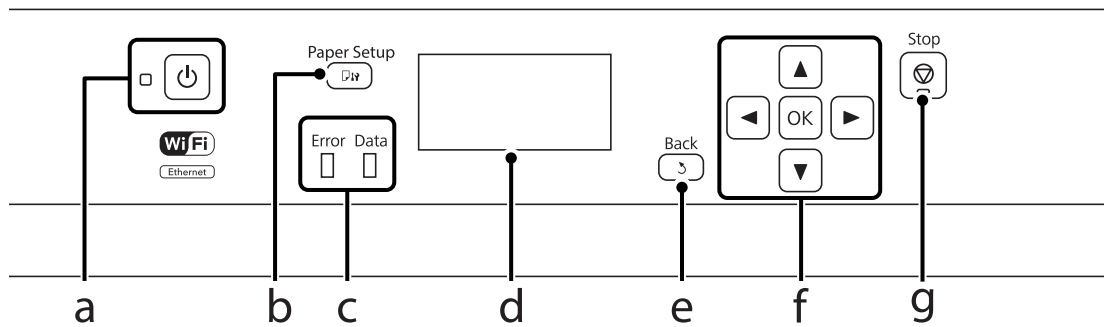 Paper Setup
Stop
Error Data
OK
WiFi
Back
Ethernet
a b c d e f g